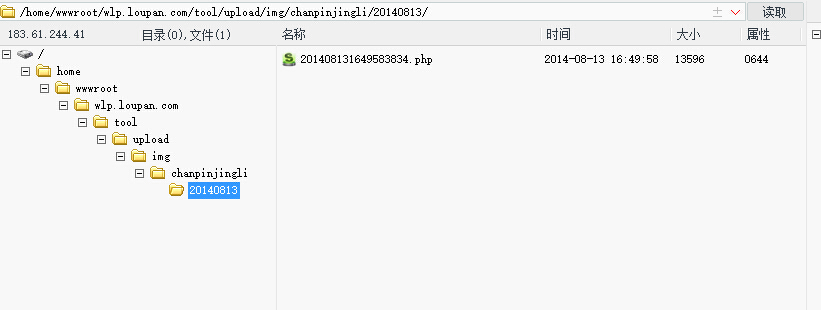 /home/wwwroot/wlp.loupan.com/tool/upload/img/chanpinjingli/20140813/ 读取
183.61.244.41 目录(0),文件(1) 名称 时间 大小 属性
/
home
wwwroot
wlp.loupan.com
tool
upload
img
chanpinjingli
20140813
201408131649583834.php 2014-08-13 16:49:58 13596 0644